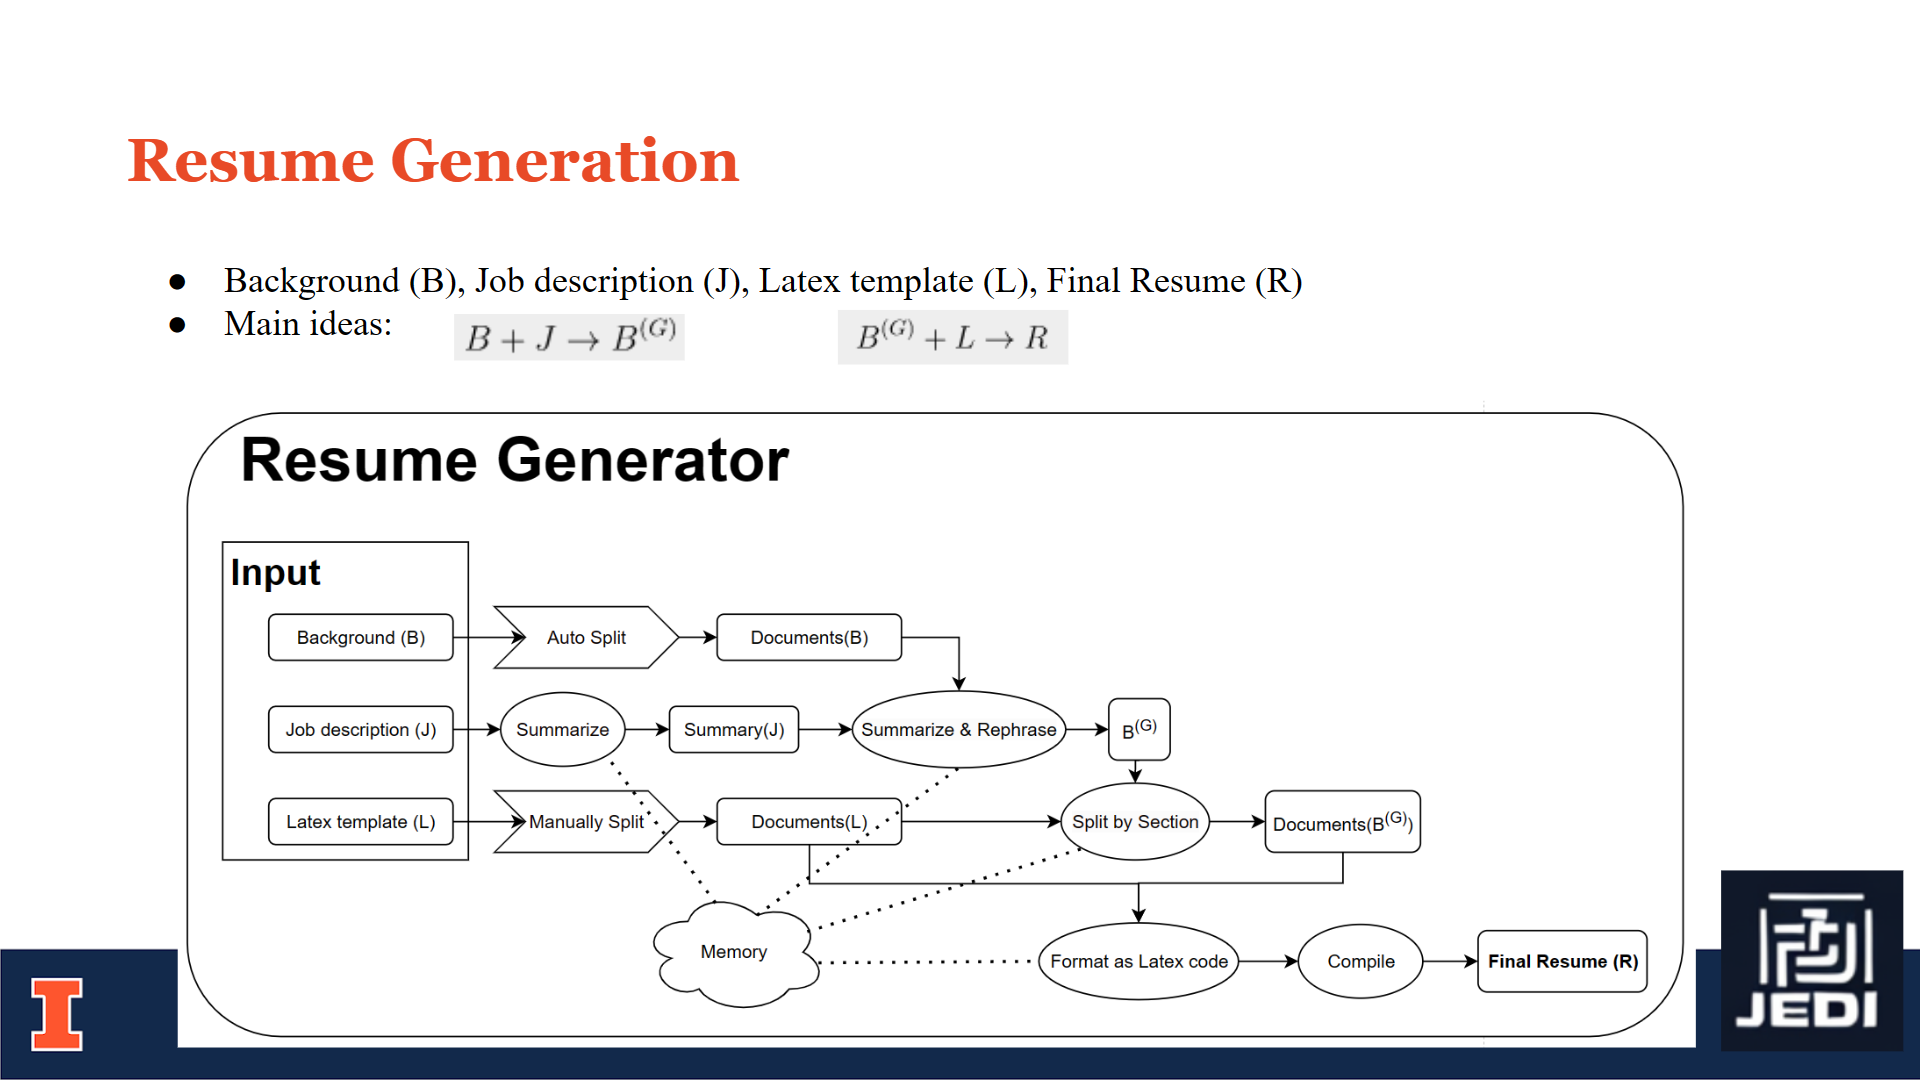 Resume Generation
● Background (B), Job description (J), Latex template (L), Final Resume (R)
● Main ideas: B + J → B^(G) B^(G) + L → R
Resume Generator
Input
Background (B) Auto Split Documents(B)
Job description (J) Summarize Summary(J) Summarize & Rephrase B^(G)
Latex template (L) Manually Split Documents(L) Split by Section Documents(B^(G))
Memory Format as Latex code Compile Final Resume (R)
I
JEDI